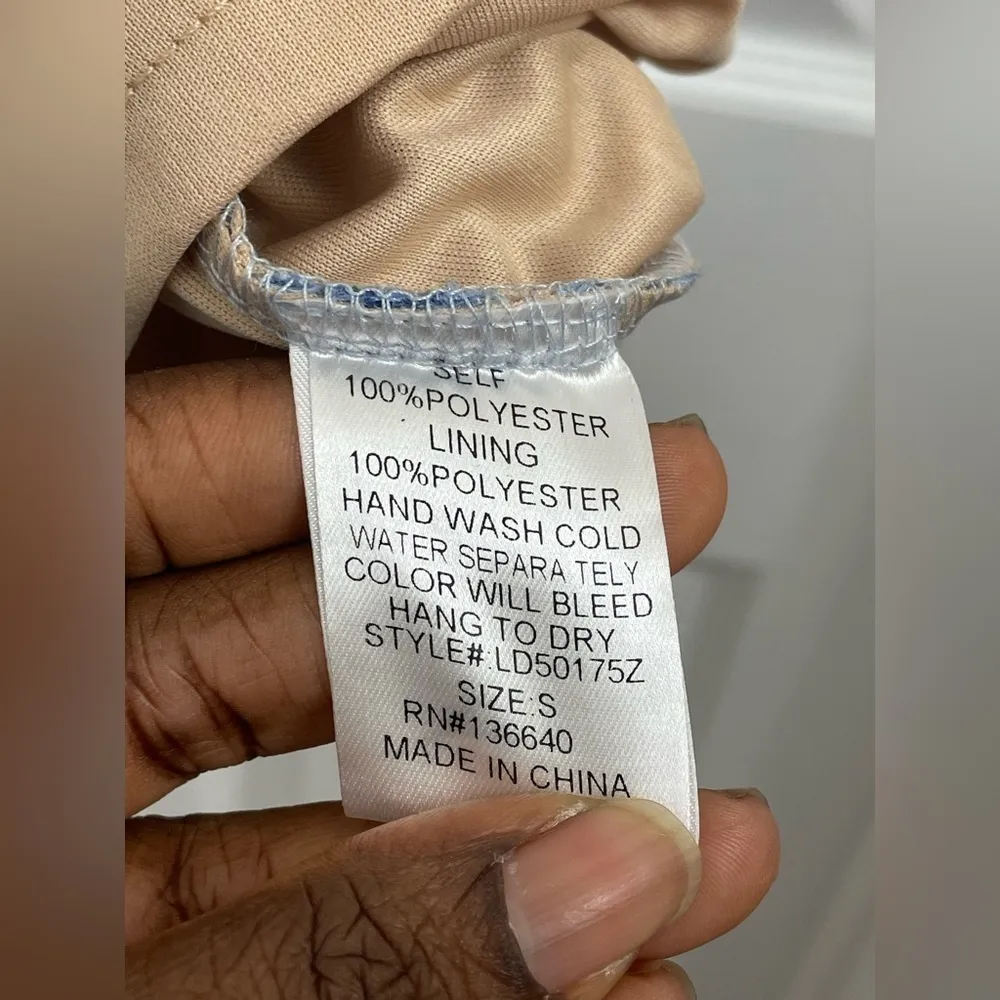 SELF
100%POLYESTER
LINING
100%POLYESTER
HAND WASH COLD
WATER SEPARA TELY
COLOR WILL BLEED
HANG TO DRY
STYLE#:LD50175Z
SIZE:S
RN#136640
MADE IN CHINA